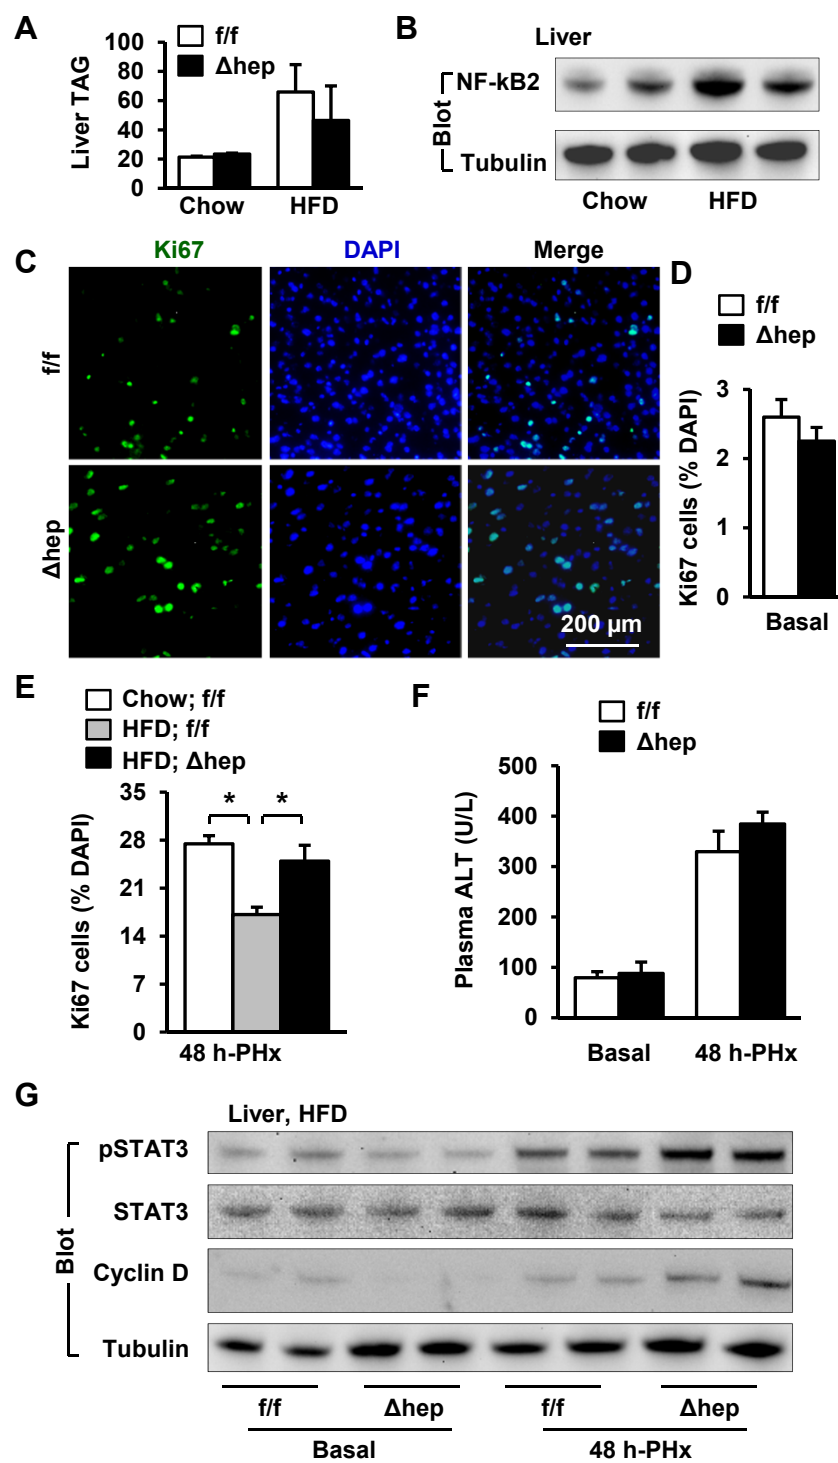 A
f/f
Δhep
Liver TAG
100
80
60
40
20
0
Chow
HFD
B
Liver
Blot
NF-kB2
Tubulin
Chow
HFD
C
Ki67
DAPI
Merge
f/f
Δhep
200 µm
D
f/f
Δhep
Ki67 cells (% DAPI)
3
2
1
0
Basal
E
Chow; f/f
HFD; f/f
HFD; Δhep
Ki67 cells (% DAPI)
35
28
21
14
7
0
*
*
48 h-PHx
F
f/f
Δhep
Plasma ALT (U/L)
500
400
300
200
100
0
Basal
48 h-PHx
G
Liver, HFD
Blot
pSTAT3
STAT3
Cyclin D
Tubulin
f/f
Δhep
f/f
Δhep
Basal
48 h-PHx